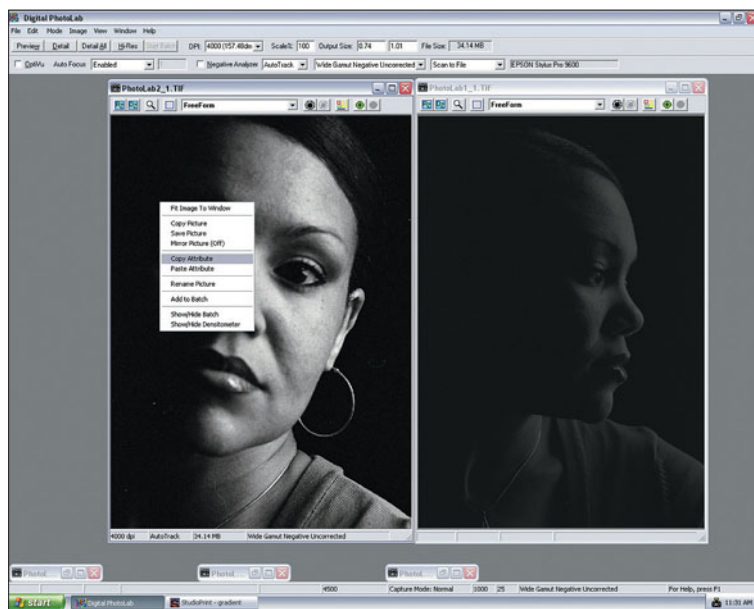 Digital PhotoLab
File Edit Mode Image View Window Help
Preview Detail Detail All Hi-Res Start Batch DPI: 4000 (157.48dm Scale%: 100 Output Size: 0.74 1.01 File Size: 34.14 MB
OptiVu Auto Focus Enabled Negative Analyzer AutoTrack Wide Gamut Negative Uncorrected Scan to File EPSON Stylus Pro 9600
PhotoLab2_1.TIF
FreeForm
Fit Image To Window
Copy Picture
Save Picture
Mirror Picture (Off)
Copy Attribute
Paste Attribute
Rename Picture
Add to Batch
Show/Hide Batch
Show/Hide Densitometer
4000 dpi AutoTrack 34.14 MB Wide Gamut Negative Uncorrected
PhotoLab1_1.TIF
FreeForm
PhotoL... PhotoL... PhotoL...
4500 Capture Mode: Normal 1000 25 Wide Gamut Negative Uncorrected For Help, press F1
start Digital PhotoLab StudioPrint - gradient 11:31 AM